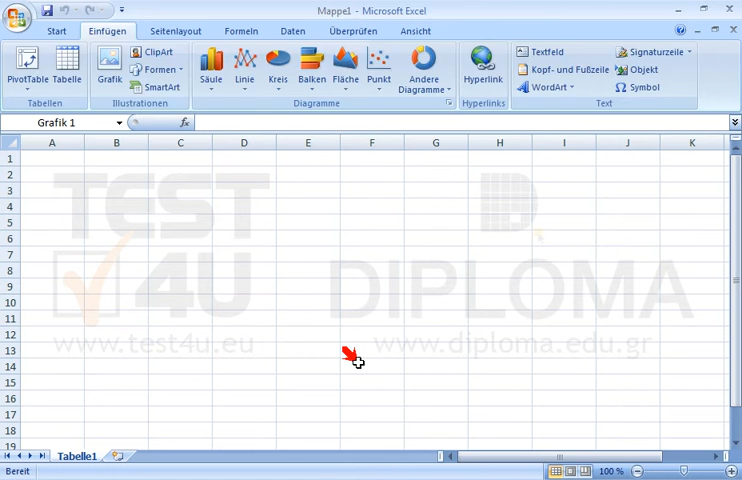 Mappe1 - Microsoft Excel
Start Einfügen Seitenlayout Formeln Daten Überprüfen Ansicht
PivotTable Tabelle Grafik ClipArt Formen SmartArt Säule Linie Kreis Balken Fläche Punkt Andere Diagramme Hyperlink Textfeld Kopf- und Fußzeile WordArt Signaturzeile Objekt Symbol
Tabellen Illustrationen Diagramme Hyperlinks Text
Grafik 1 fx
A B C D E F G H I J K
1
2
3
4
5
6
7
8
9
10
11
12
13
14
15
16
17
18
19
TEST
4U DIPLOMA
www.test4u.eu www.diploma.edu.gr
Tabelle1
Bereit 100 %